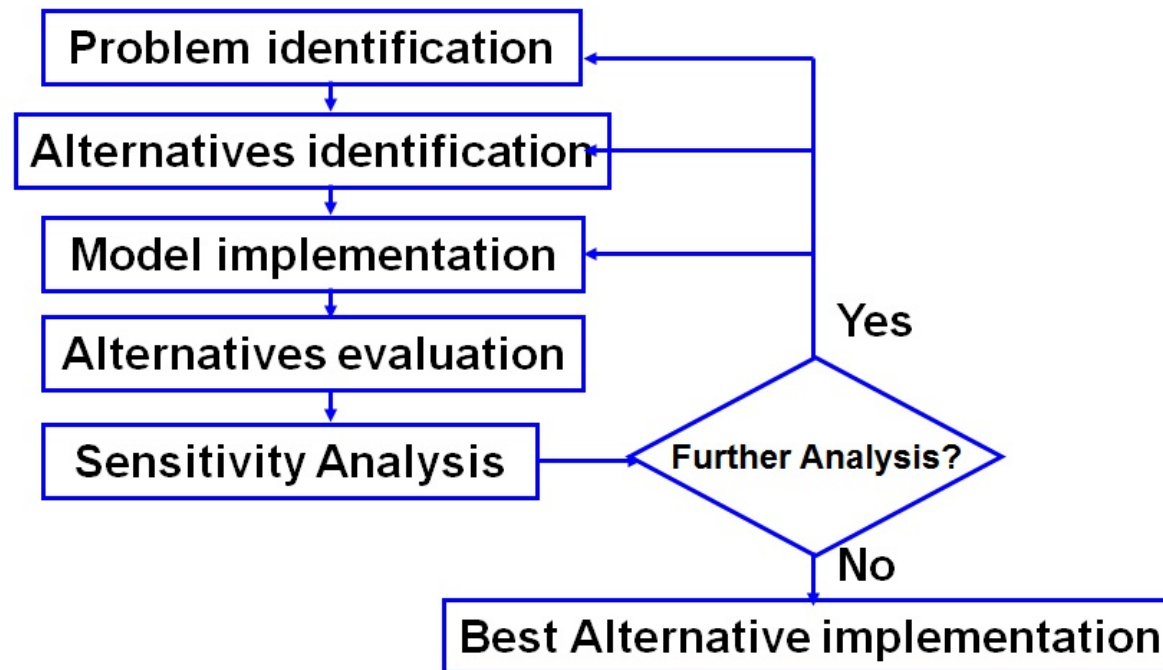 Problem identification
Alternatives identification
Model implementation
Yes
Alternatives evaluation
Further Analysis?
Sensitivity Analysis
No
Best Alternative implementation